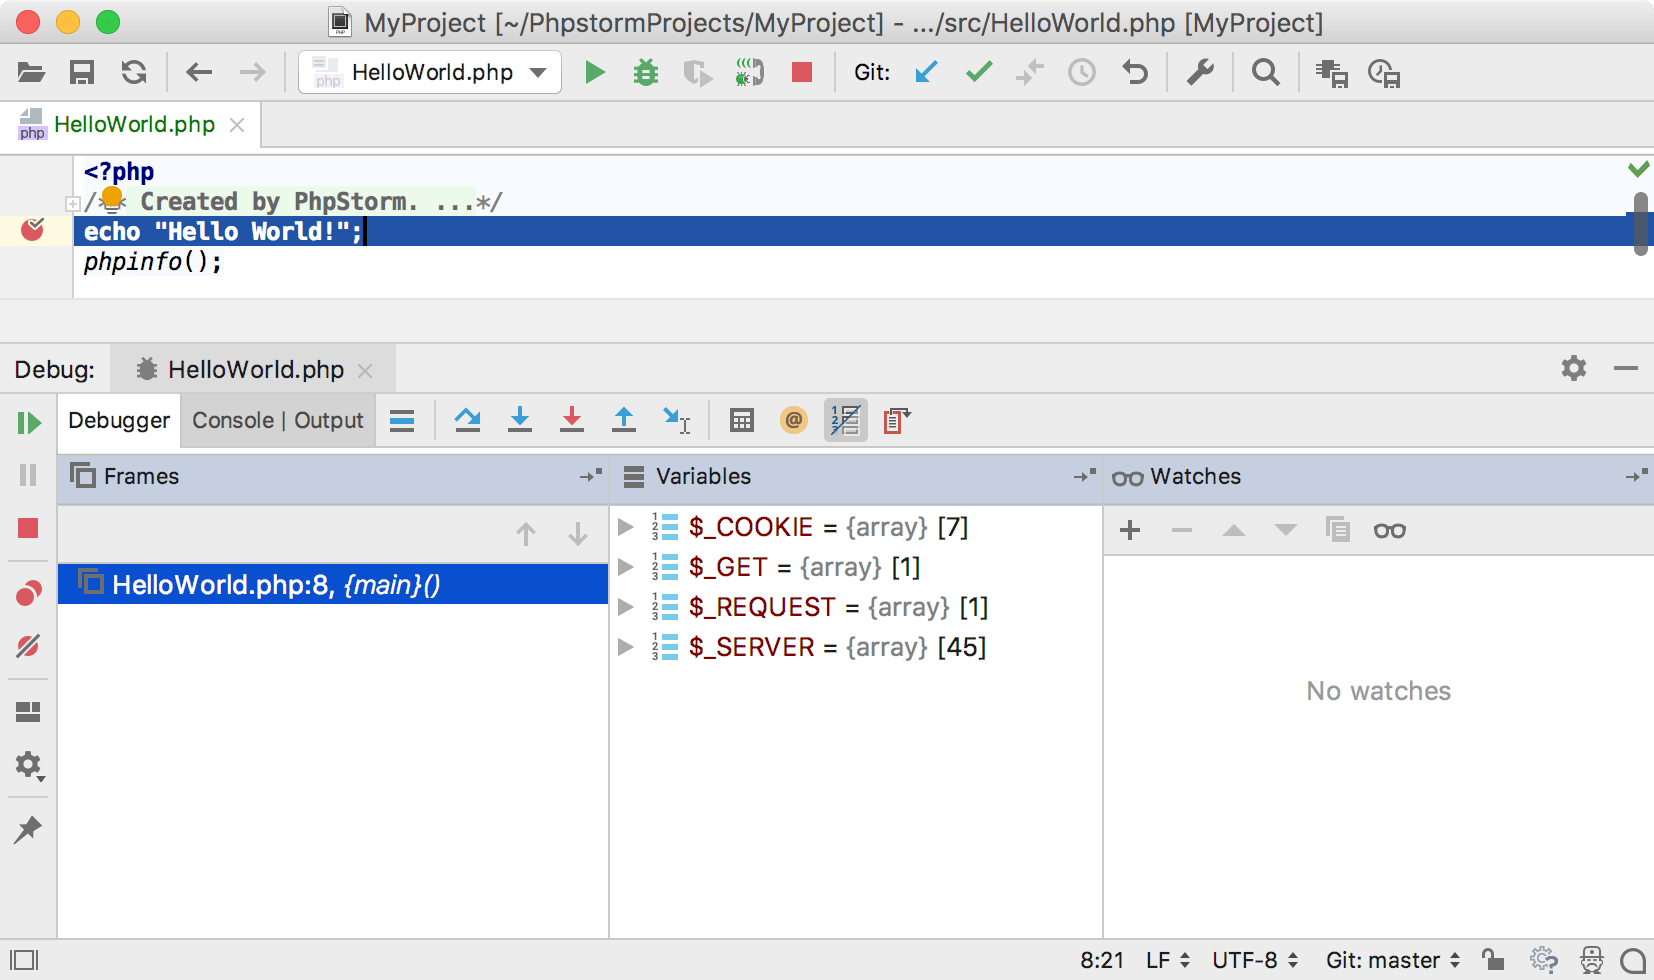 MyProject [~/PhpstormProjects/MyProject] - .../src/HelloWorld.php [MyProject]
php HelloWorld.php Git:
php HelloWorld.php
<?php
/** Created by PhpStorm. ...*/
echo "Hello World!";
phpinfo();
Debug: HelloWorld.php
Debugger Console | Output
Frames
HelloWorld.php:8, {main}()
Variables
$_COOKIE = {array} [7]
$_GET = {array} [1]
$_REQUEST = {array} [1]
$_SERVER = {array} [45]
Watches
No watches
8:21 LF UTF-8 Git: master